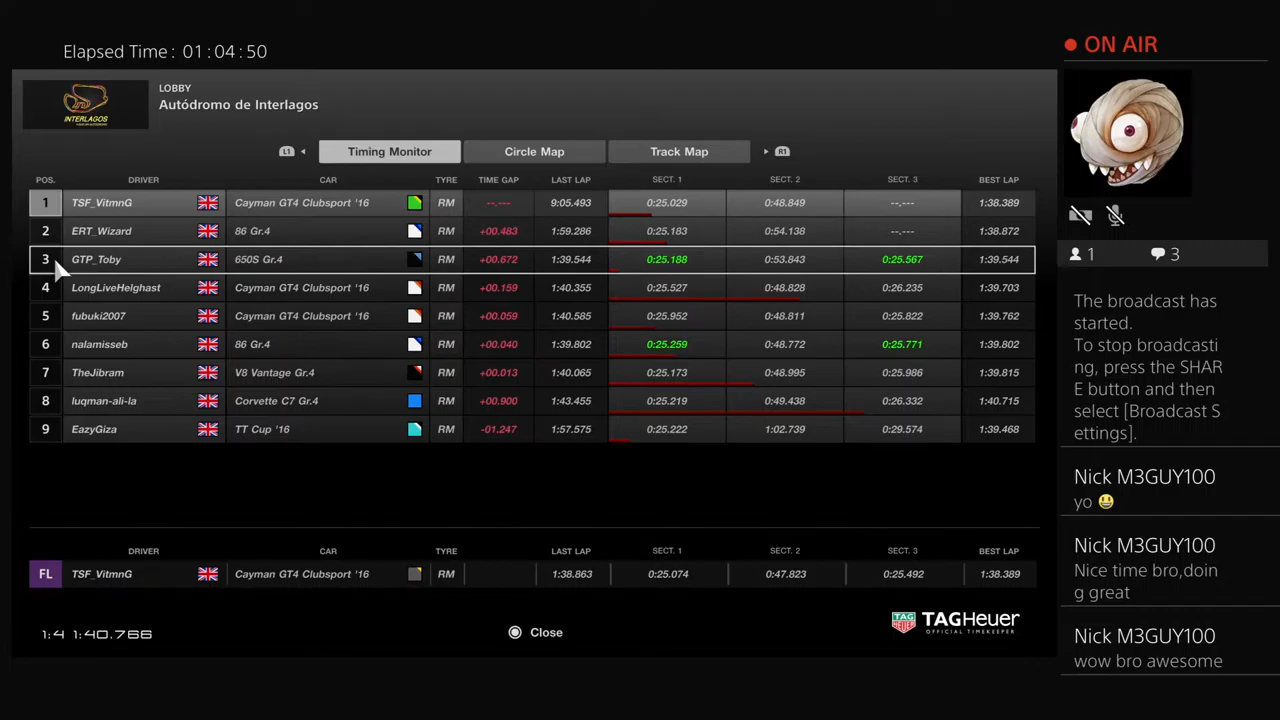 Elapsed Time : 01:04:50
ON AIR
INTERLAGOS
LOBBY
Autódromo de Interlagos
L1 Timing Monitor Circle Map Track Map R1
POS. DRIVER CAR TYRE TIME GAP LAST LAP SECT. 1 SECT. 2 SECT. 3 BEST LAP
1 TSF_VitmnG Cayman GT4 Clubsport '16 RM --.--- 9:05.493 0:25.029 0:48.849 --.--- 1:38.389
2 ERT_Wizard 86 Gr.4 RM +00.483 1:59.286 0:25.183 0:54.138 --.--- 1:38.872
3 GTP_Toby 650S Gr.4 RM +00.672 1:39.544 0:25.188 0:53.843 0:25.567 1:39.544
4 LongLiveHelghast Cayman GT4 Clubsport '16 RM +00.159 1:40.355 0:25.527 0:48.828 0:26.235 1:39.703
5 fubuki2007 Cayman GT4 Clubsport '16 RM +00.059 1:40.585 0:25.952 0:48.811 0:25.822 1:39.762
6 nalamisseb 86 Gr.4 RM +00.040 1:39.802 0:25.259 0:48.772 0:25.771 1:39.802
7 TheJibram V8 Vantage Gr.4 RM +00.013 1:40.065 0:25.173 0:48.995 0:25.986 1:39.815
8 luqman-ali-la Corvette C7 Gr.4 RM +00.900 1:43.455 0:25.219 0:49.438 0:26.332 1:40.715
9 EazyGiza TT Cup '16 RM -01.247 1:57.575 0:25.222 1:02.739 0:29.574 1:39.468
DRIVER CAR TYRE LAST LAP SECT. 1 SECT. 2 SECT. 3 BEST LAP
FL TSF_VitmnG Cayman GT4 Clubsport '16 RM 1:38.863 0:25.074 0:47.823 0:25.492 1:38.389
1:4 1:40.766
Close
TAG HEUER TAGHeuer
OFFICIAL TIMEKEEPER
1 3
The broadcast has
started.
To stop broadcasti
ng, press the SHAR
E button and then
select [Broadcast S
ettings].
Nick M3GUY100
yo 😃
Nick M3GUY100
Nice time bro,doin
g great
Nick M3GUY100
wow bro awesome